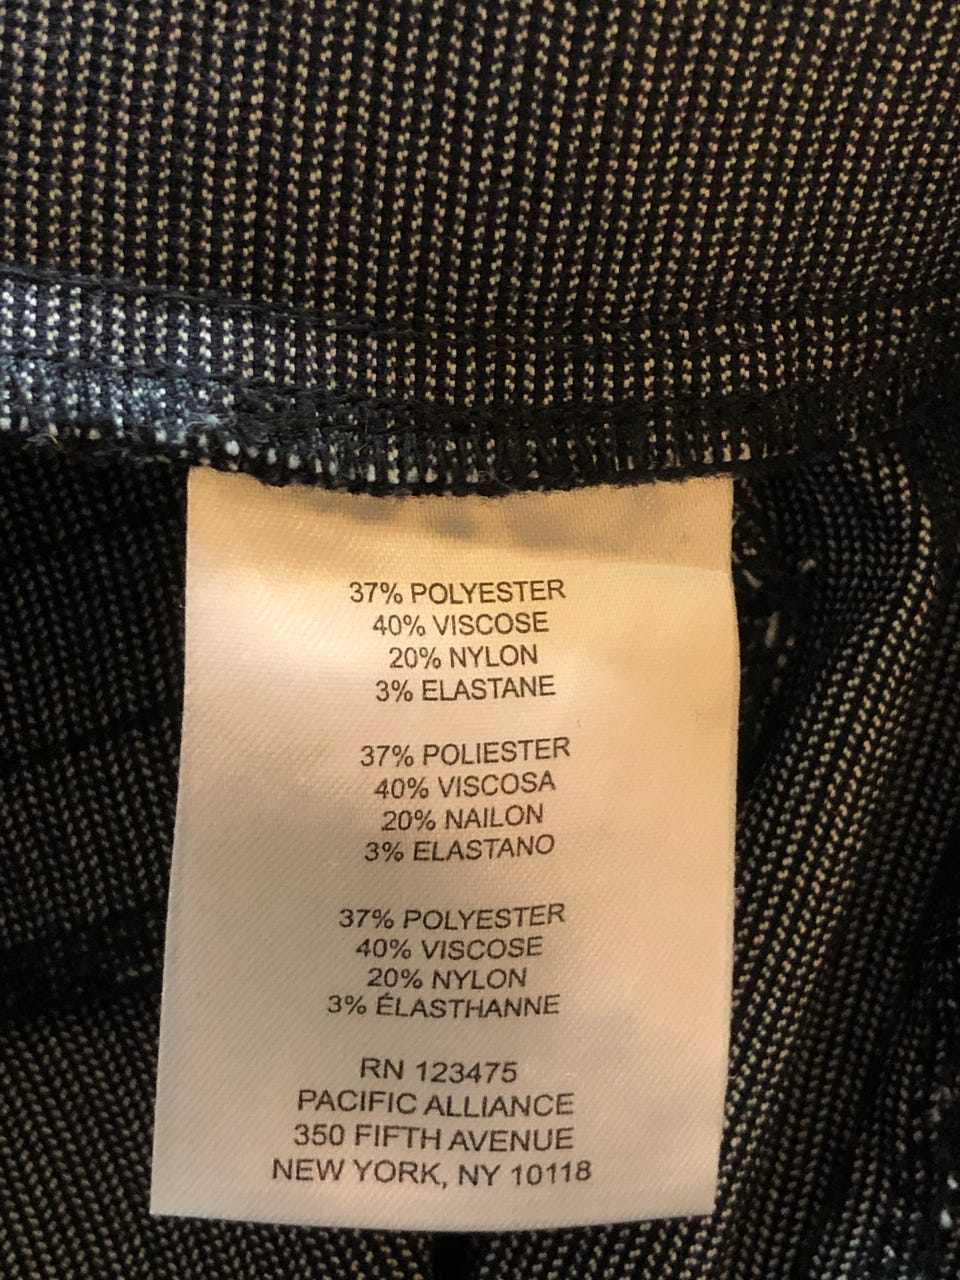 37% POLYESTER
40% VISCOSE
20% NYLON
3% ELASTANE
37% POLIESTER
40% VISCOSA
20% NAILON
3% ELASTANO
37% POLYESTER
40% VISCOSE
20% NYLON
3% ÉLASTHANNE
RN 123475
PACIFIC ALLIANCE
350 FIFTH AVENUE
NEW YORK, NY 10118